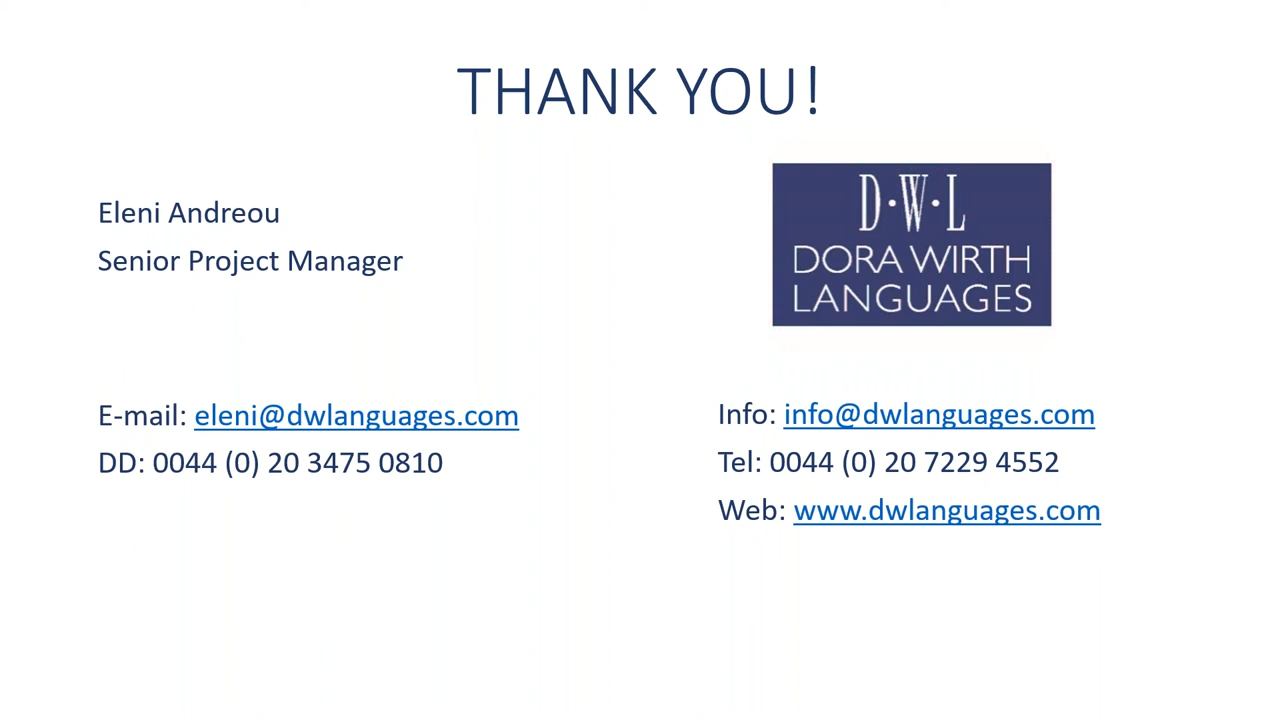 THANK YOU!
Eleni Andreou
Senior Project Manager
D·W·L
DORA WIRTH
LANGUAGES
E-mail: eleni@dwlanguages.com
DD: 0044 (0) 20 3475 0810
Info: info@dwlanguages.com
Tel: 0044 (0) 20 7229 4552
Web: www.dwlanguages.com